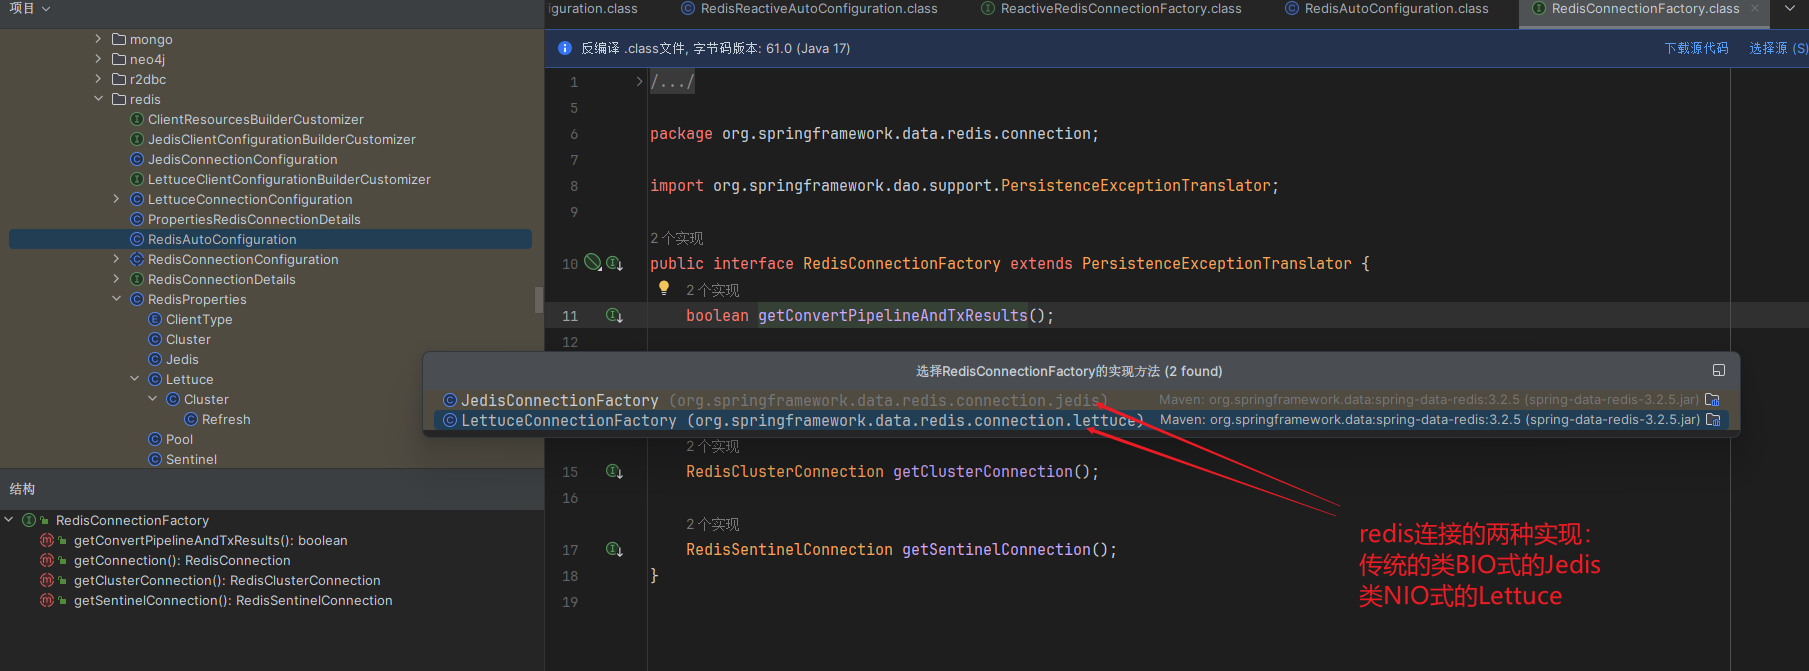 项目
iguration.class
RedisReactiveAutoConfiguration.class
ReactiveRedisConnectionFactory.class
RedisAutoConfiguration.class
RedisConnectionFactory.class
mongo
neo4j
r2dbc
redis
ClientResourcesBuilderCustomizer
JedisClientConfigurationBuilderCustomizer
JedisConnectionConfiguration
LettuceClientConfigurationBuilderCustomizer
LettuceConnectionConfiguration
PropertiesRedisConnectionDetails
RedisAutoConfiguration
RedisConnectionConfiguration
RedisConnectionDetails
RedisProperties
ClientType
Cluster
Jedis
Lettuce
Cluster
Refresh
Pool
Sentinel
结构
RedisConnectionFactory
getConvertPipelineAndTxResults(): boolean
getConnection(): RedisConnection
getClusterConnection(): RedisClusterConnection
getSentinelConnection(): RedisSentinelConnection
反编译 .class文件, 字节码版本: 61.0 (Java 17)
下载源代码 选择源 (S)
1 /.../
5
6 package org.springframework.data.redis.connection;
7
8 import org.springframework.dao.support.PersistenceExceptionTranslator;
9
2 个实现
10 public interface RedisConnectionFactory extends PersistenceExceptionTranslator {
2 个实现
11 boolean getConvertPipelineAndTxResults();
12
选择RedisConnectionFactory的实现方法 (2 found)
JedisConnectionFactory (org.springframework.data.redis.connection.jedis) Maven: org.springframework.data:spring-data-redis:3.2.5 (spring-data-redis-3.2.5.jar)
LettuceConnectionFactory (org.springframework.data.redis.connection.lettuce) Maven: org.springframework.data:spring-data-redis:3.2.5 (spring-data-redis-3.2.5.jar)
2 个实现
15 RedisClusterConnection getClusterConnection();
16
2 个实现
17 RedisSentinelConnection getSentinelConnection();
18 }
19
redis连接的两种实现：
传统的类BIO式的Jedis
类NIO式的Lettuce